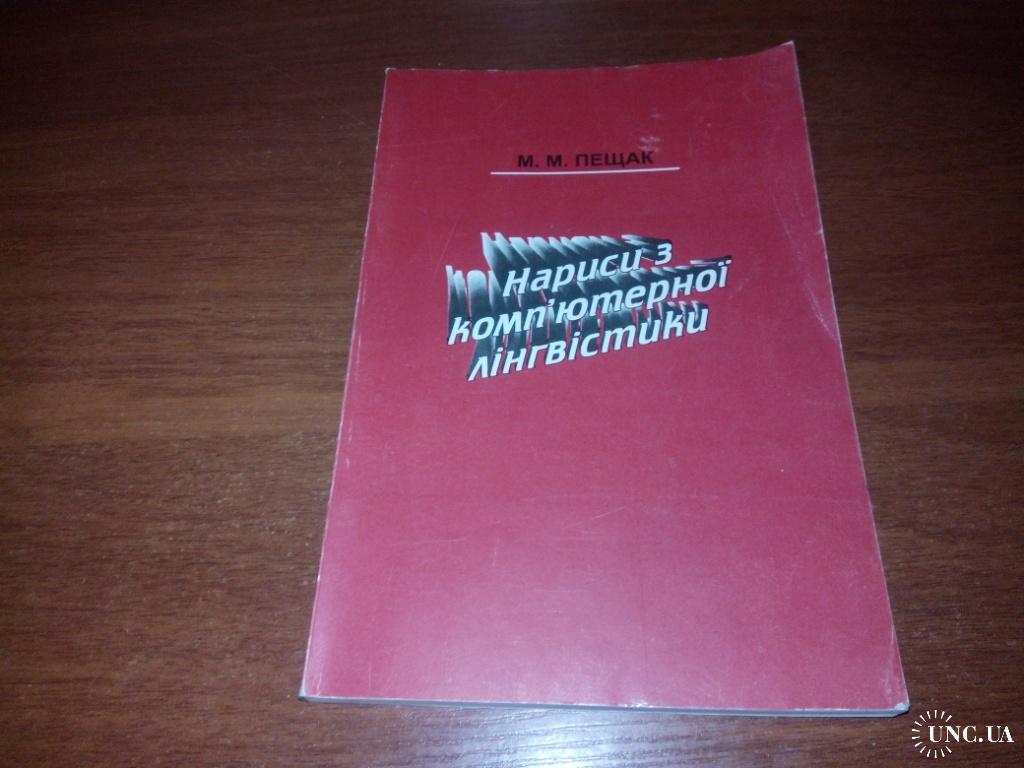 М. М. ПЕЩАК
Нариси з
комп'ютерної
лінгвістики
UNC.UA